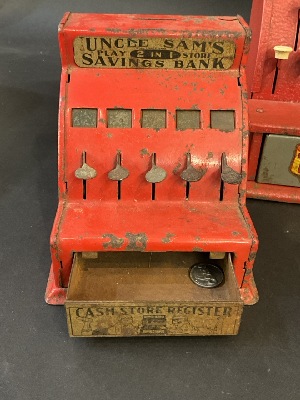 UNCLE SAM'S
PLAY 2 IN 1 STORE
SAVINGS BANK
CASH STORE REGISTER